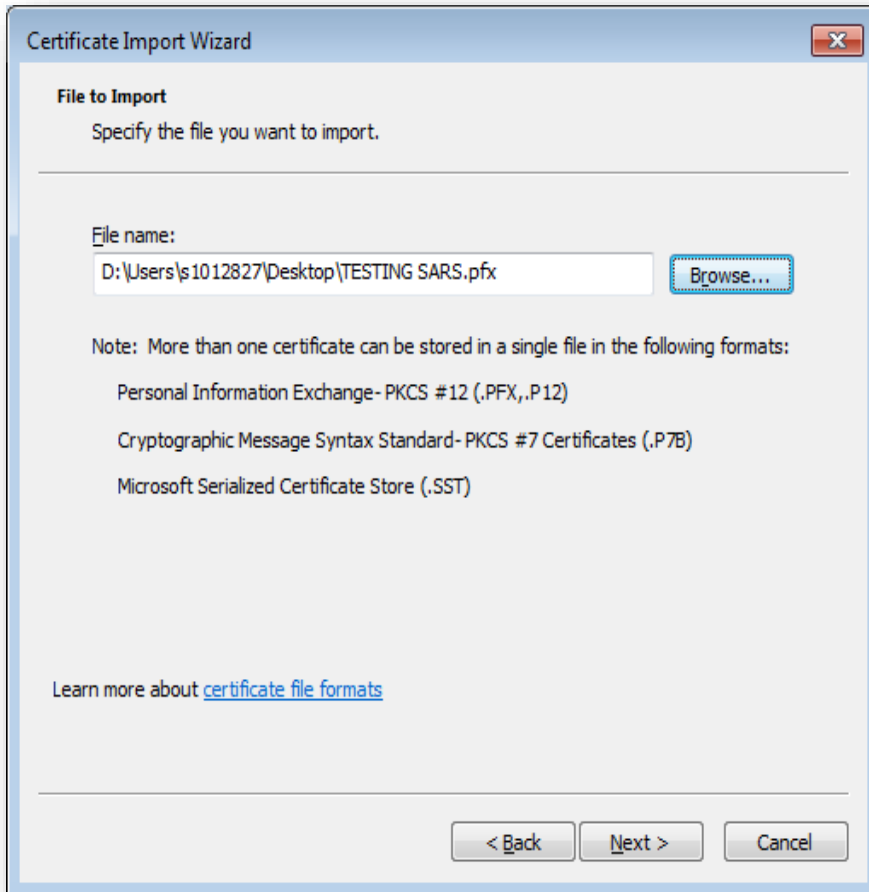 Certificate Import Wizard
File to Import
Specify the file you want to import.
File name:
D:\Users\s1012827\Desktop\TESTING SARS.pfx
Browse...
Note: More than one certificate can be stored in a single file in the following formats:
Personal Information Exchange- PKCS #12 (.PFX,.P12)
Cryptographic Message Syntax Standard- PKCS #7 Certificates (.P7B)
Microsoft Serialized Certificate Store (.SST)
Learn more about certificate file formats
< Back
Next >
Cancel